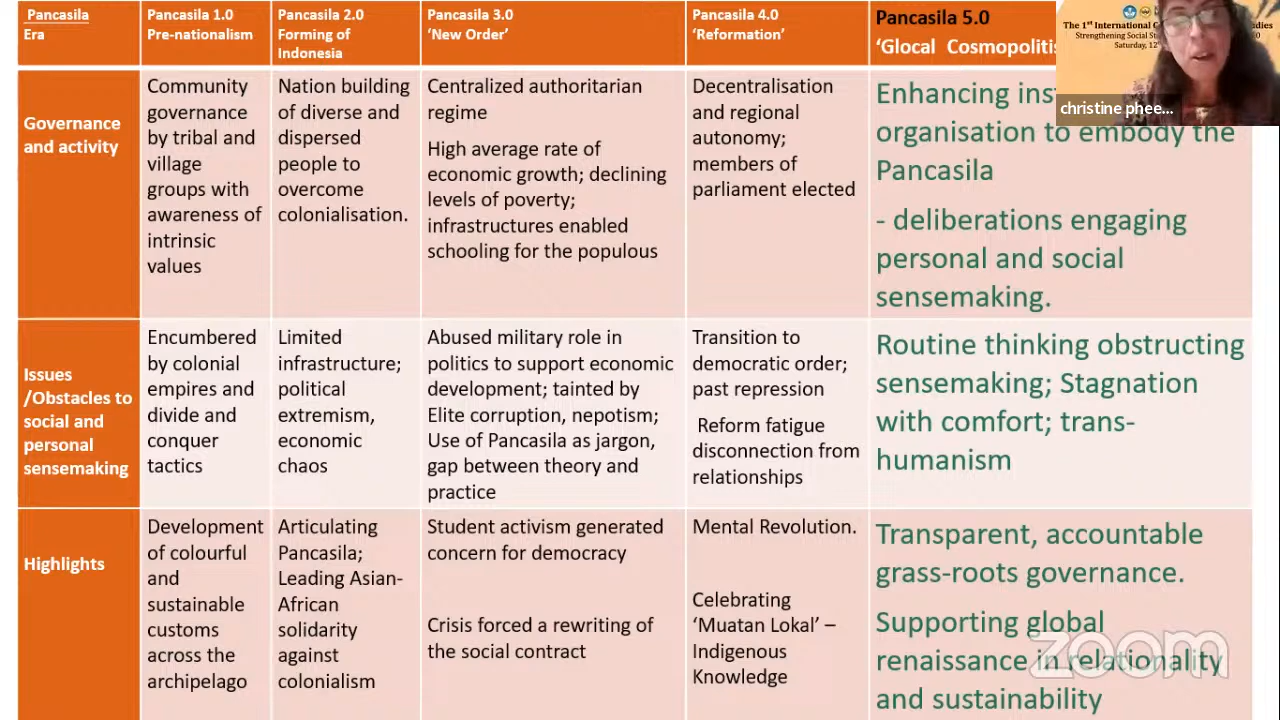 Pancasila
Era
Pancasila 1.0
Pre-nationalism
Pancasila 2.0
Forming of
Indonesia
Pancasila 3.0
‘New Order’
Pancasila 4.0
‘Reformation’
Pancasila 5.0
‘Glocal Cosmopolitis
The 1st International
Saturday, 12
christine phee...
Governance
and activity
Community
governance
by tribal and
village
groups with
awareness of
intrinsic
values
Nation building
of diverse and
dispersed
people to
overcome
colonialisation.
Centralized authoritarian
regime
High average rate of
economic growth; declining
levels of poverty;
infrastructures enabled
schooling for the populous
Decentralisation
and regional
autonomy;
members of
parliament elected
Enhancing
organisation to embody the
Pancasila
- deliberations engaging
personal and social
sensemaking.
Issues
/Obstacles to
social and
personal
sensemaking
Encumbered
by colonial
empires and
divide and
conquer
tactics
Limited
infrastructure;
political
extremism,
economic
chaos
Abused military role in
politics to support economic
development; tainted by
Elite corruption, nepotism;
Use of Pancasila as jargon,
gap between theory and
practice
Transition to
democratic order;
past repression
Reform fatigue
disconnection from
relationships
Routine thinking obstructing
sensemaking; Stagnation
with comfort; trans-
humanism
Highlights
Development
of colourful
and
sustainable
customs
across the
archipelago
Articulating
Pancasila;
Leading Asian-
African
solidarity
against
colonialism
Student activism generated
concern for democracy
Crisis forced a rewriting of
the social contract
Mental Revolution.
Celebrating
‘Muatan Lokal’ –
Indigenous
Knowledge
Transparent, accountable
grass-roots governance.
Supporting global
renaissance in relationality
and sustainability
zoom